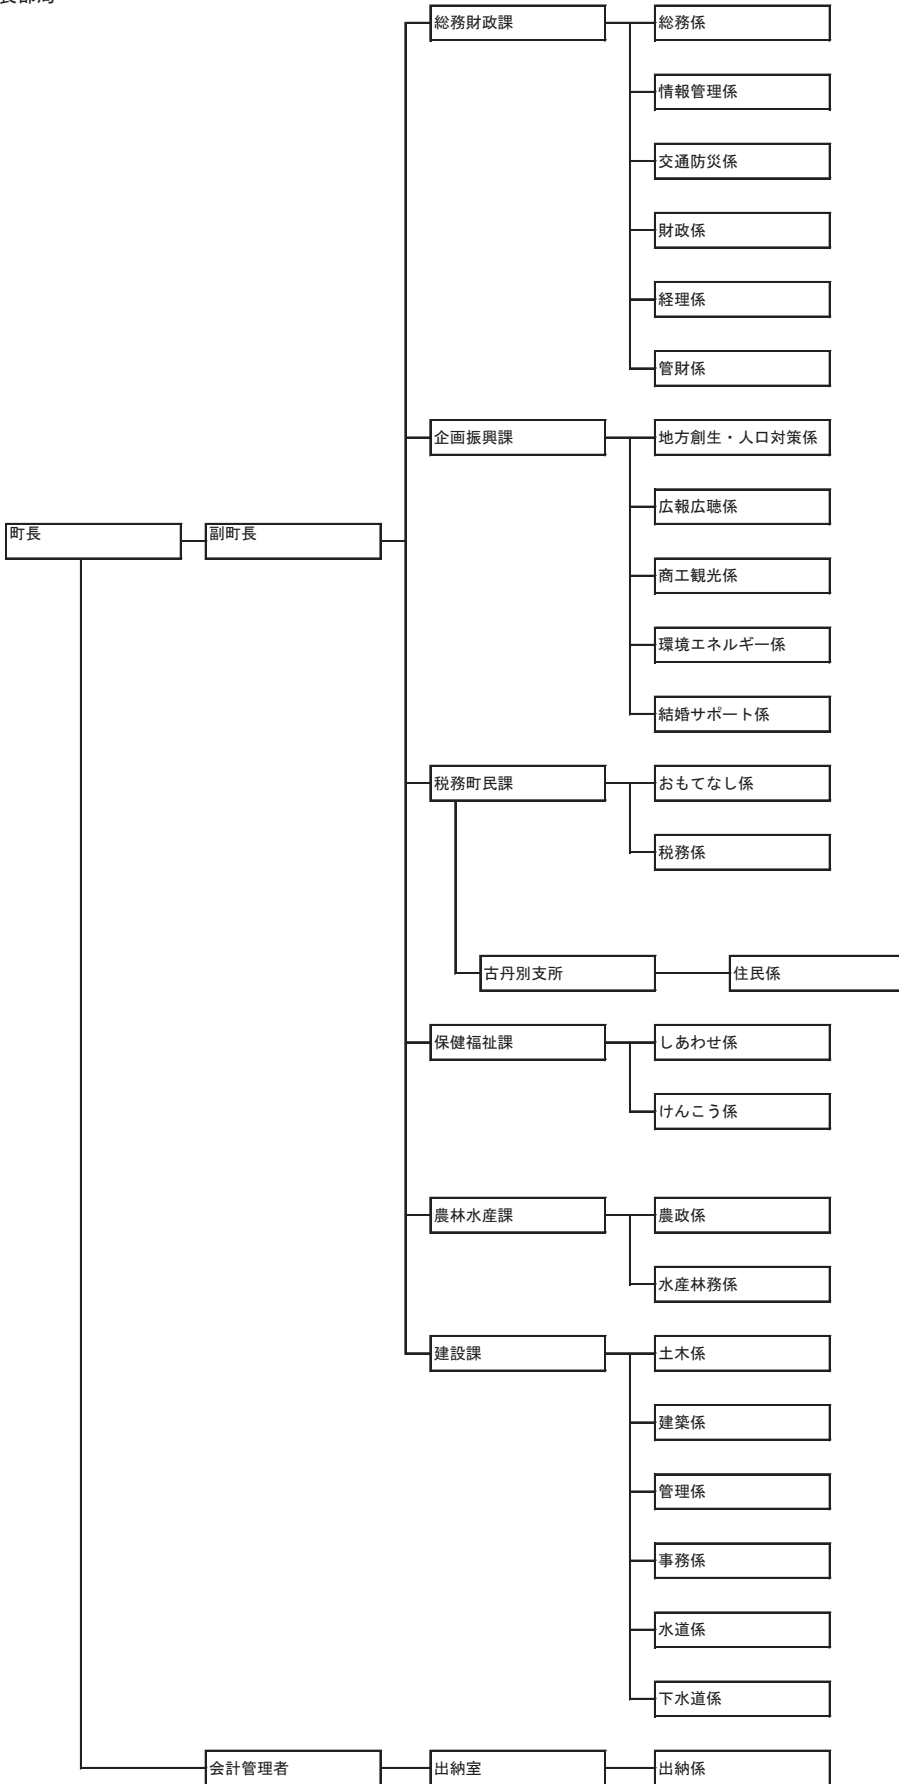 総務財政課 総務係
情報管理係
交通防災係
財政係
経理係
管財係
企画振興課 地方創生・人口対策係
広報広聴係
町長 副町長
商工観光係
環境エネルギー係
結婚サポート係
税務町民課 おもてなし係
税務係
古丹別支所 住民係
保健福祉課 しあわせ係
けんこう係
農林水産課 農政係
水産林務係
建設課 土木係
建築係
管理係
事務係
水道係
下水道係
会計管理者 出納室 出納係